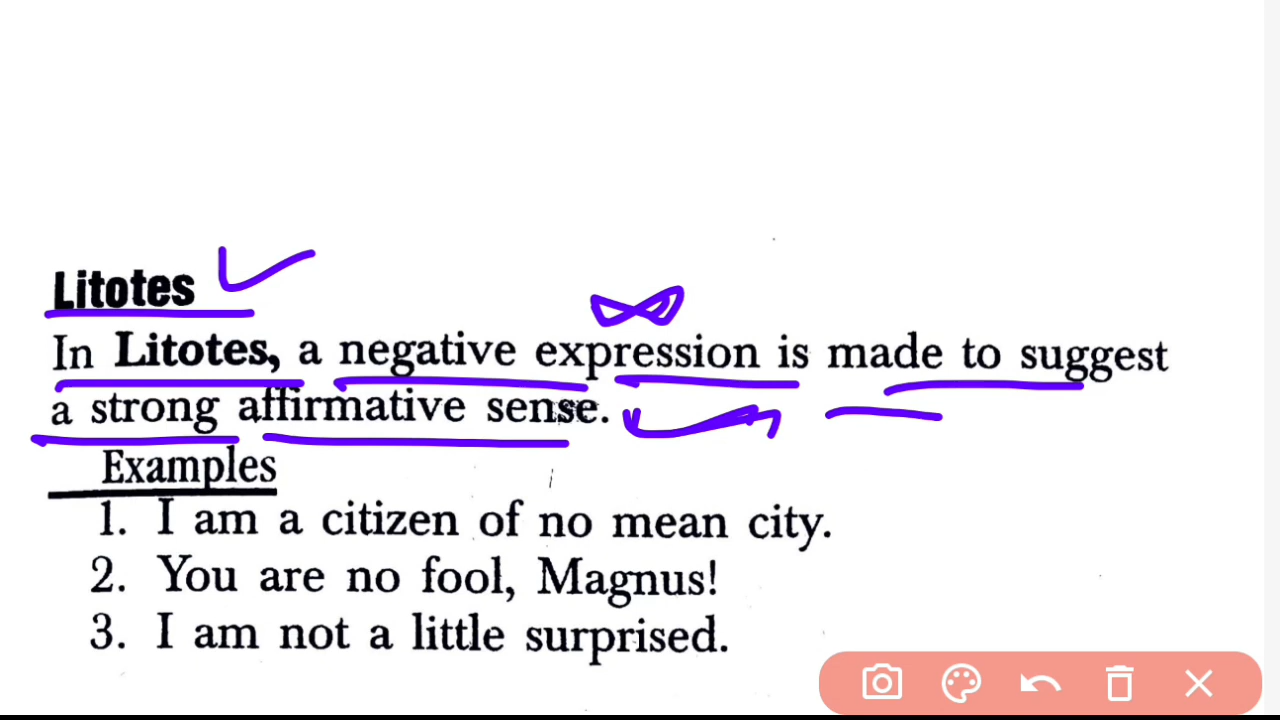 Litotes
In Litotes, a negative expression is made to suggest
a strong affirmative sense.
Examples
1. I am a citizen of no mean city.
2. You are no fool, Magnus!
3. I am not a little surprised.